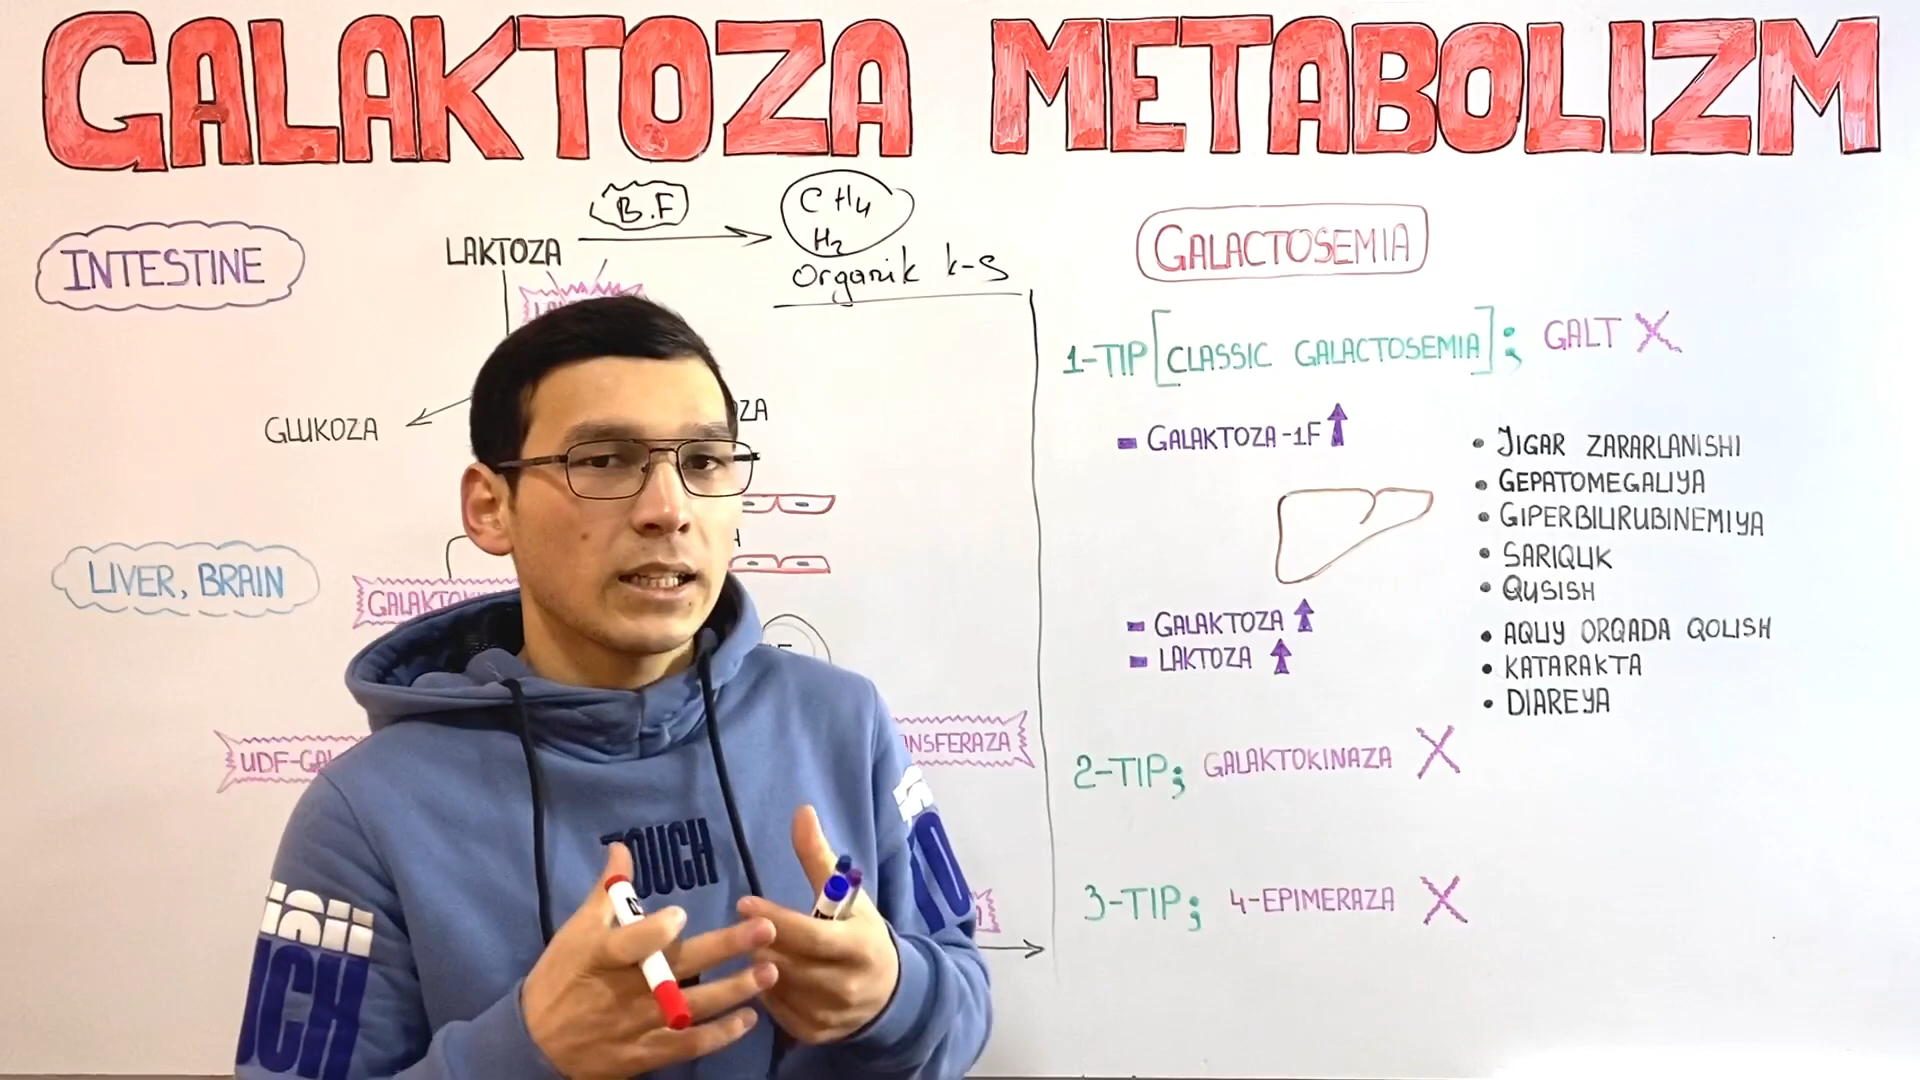 GALAKTOZA METABOLIZM
INTESTINE
LAKTOZA
B.F
CH4
H2
Organik k-s
GLUKOZA
LIVER, BRAIN
GALACTOSEMIA
1-TIP [CLASSIC GALACTOSEMIA]; GALT X
- GALAKTOZA-1F
• JIGAR ZARARLANISHI
• GEPATOMEGALIYA
• GIPERBILIRUBINEMIYA
• SARIQLIK
• QUSISH
• AQLIY ORQADA QOLISH
• KATARAKTA
• DIAREYA
- GALAKTOZA
- LAKTOZA
2-TIP; GALAKTOKINAZA X
3-TIP; 4-EPIMERAZA X
TOUCH